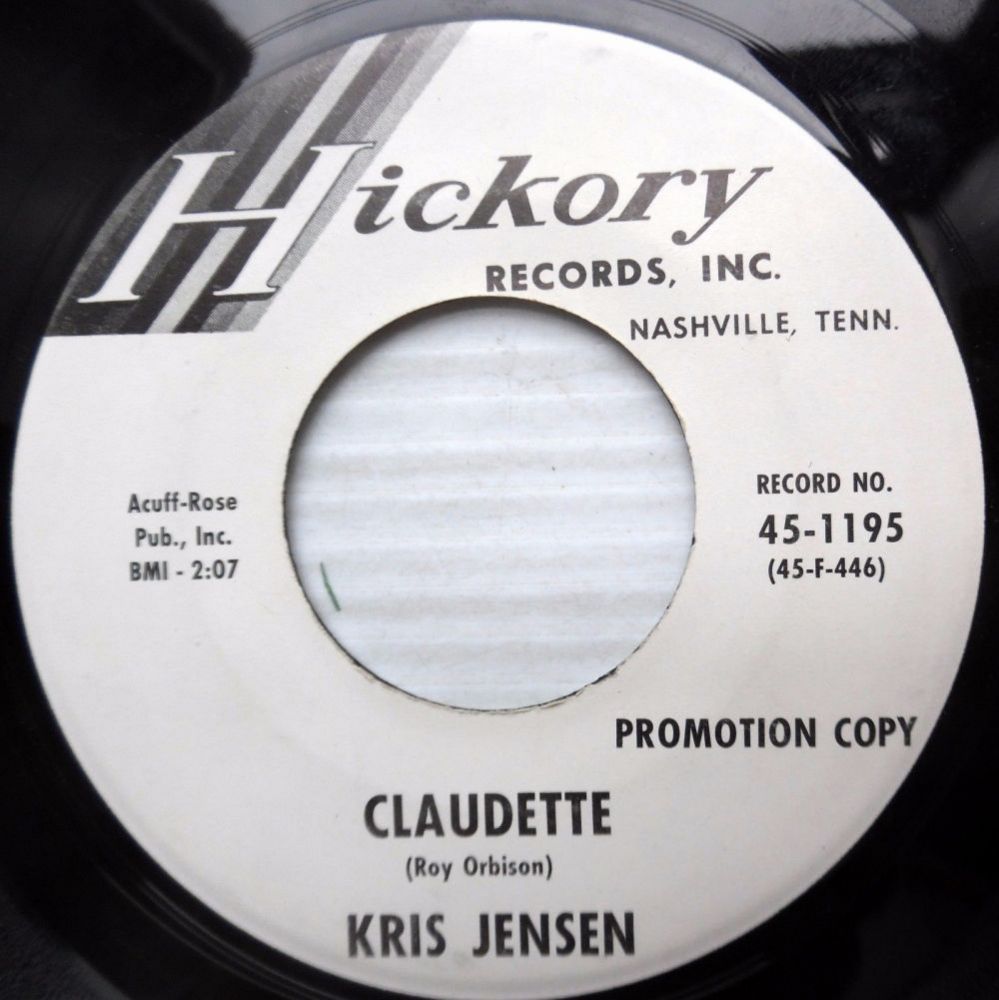 Hickory
RECORDS, INC.
NASHVILLE, TENN.
Acuff-Rose
Pub., Inc.
BMI - 2:07
RECORD NO.
45-1195
(45-F-446)
PROMOTION COPY
CLAUDETTE
(Roy Orbison)
KRIS JENSEN